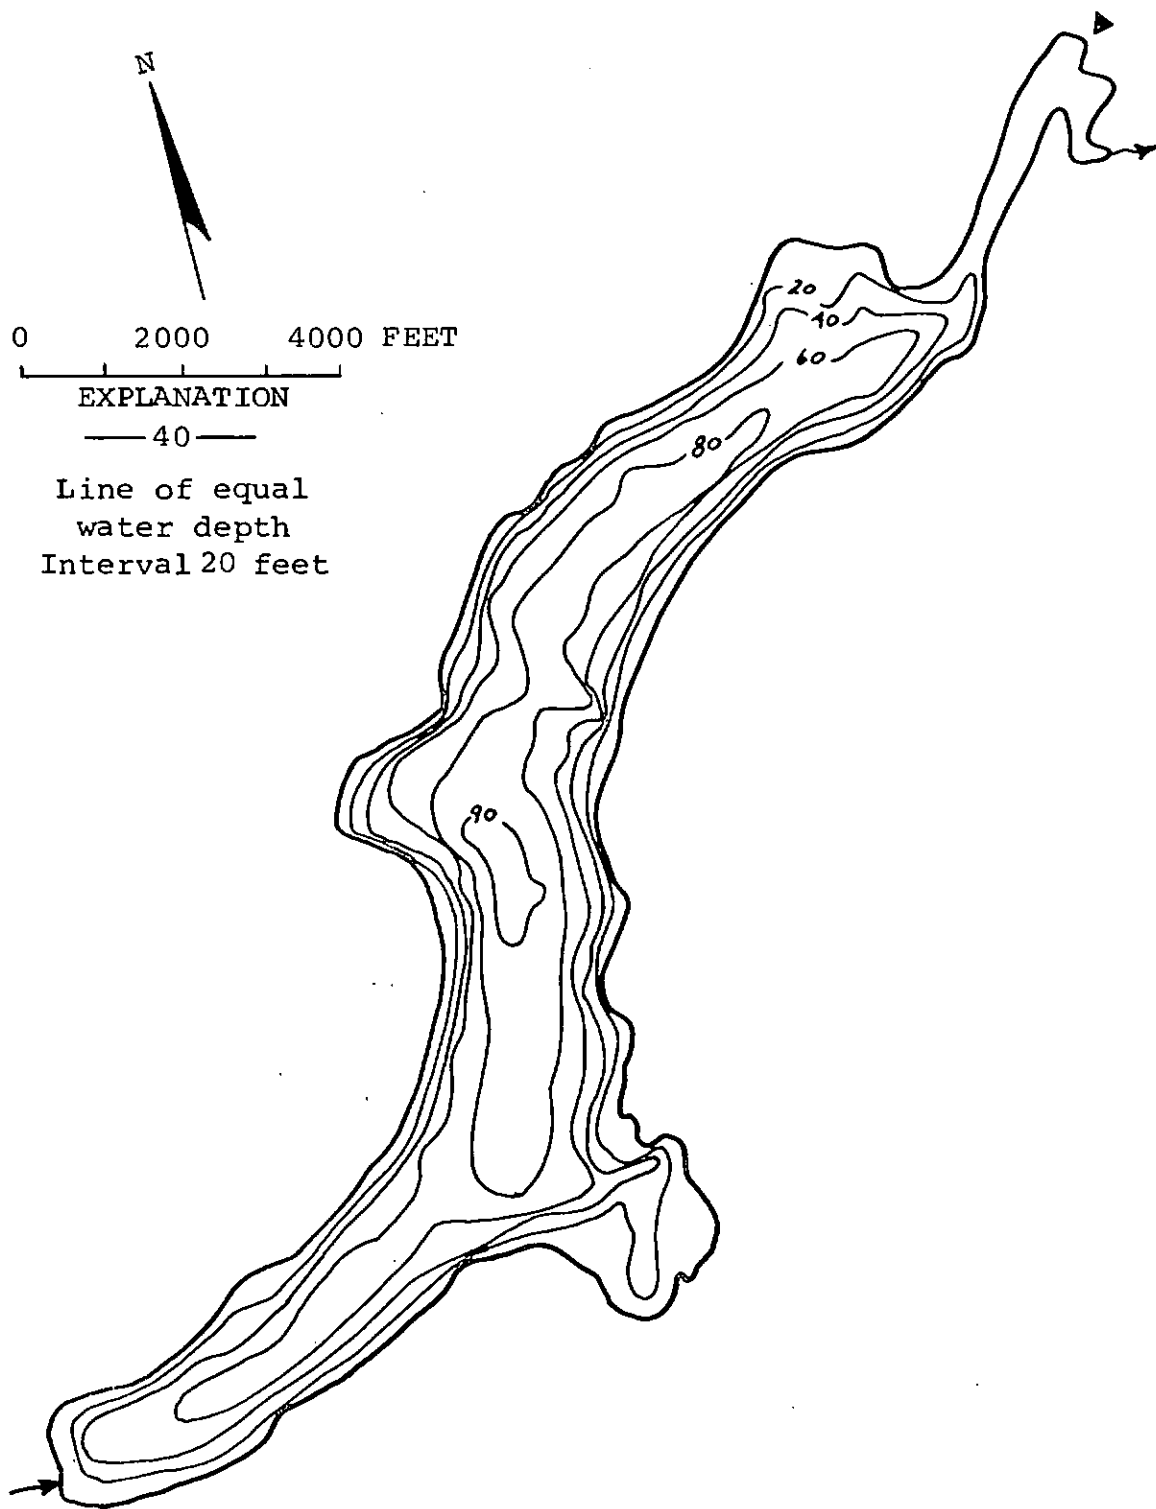 N
0 2000 4000 FEET
EXPLANATION
40
Line of equal
water depth
Interval 20 feet
20
40
60
80
90